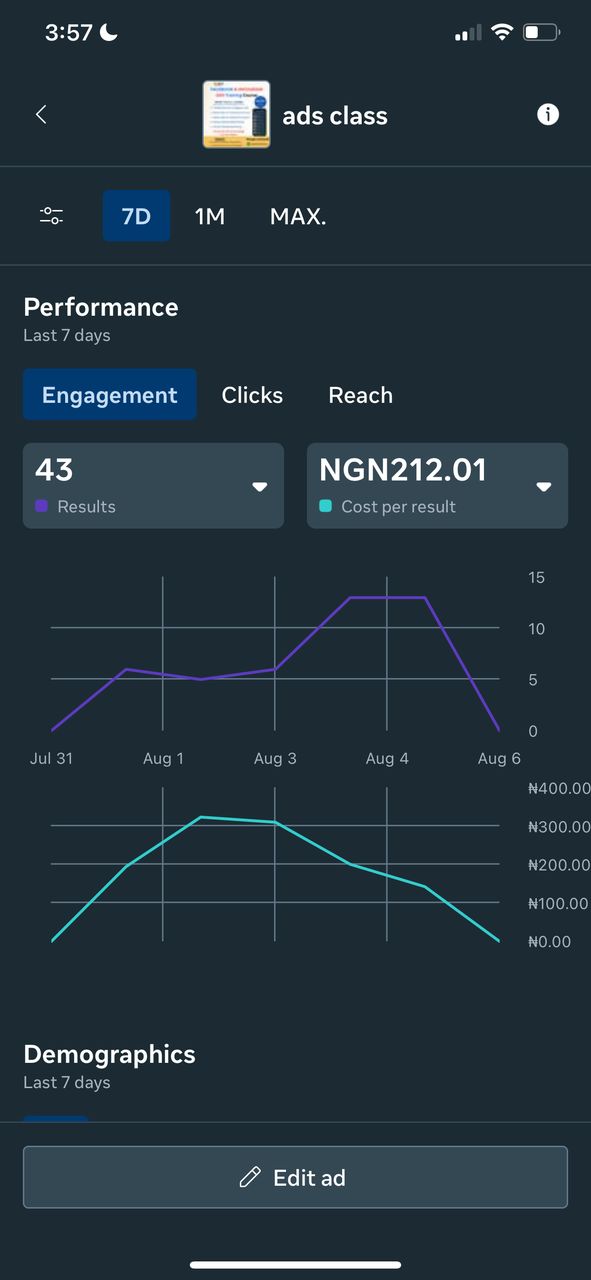 3:57
ads class
7D 1M MAX.
Performance
Last 7 days
Engagement Clicks Reach
43 NGN212.01
Results Cost per result
15
10
5
0
Jul 31 Aug 1 Aug 3 Aug 4 Aug 6
₦400.00
₦300.00
₦200.00
₦100.00
₦0.00
Demographics
Last 7 days
Edit ad